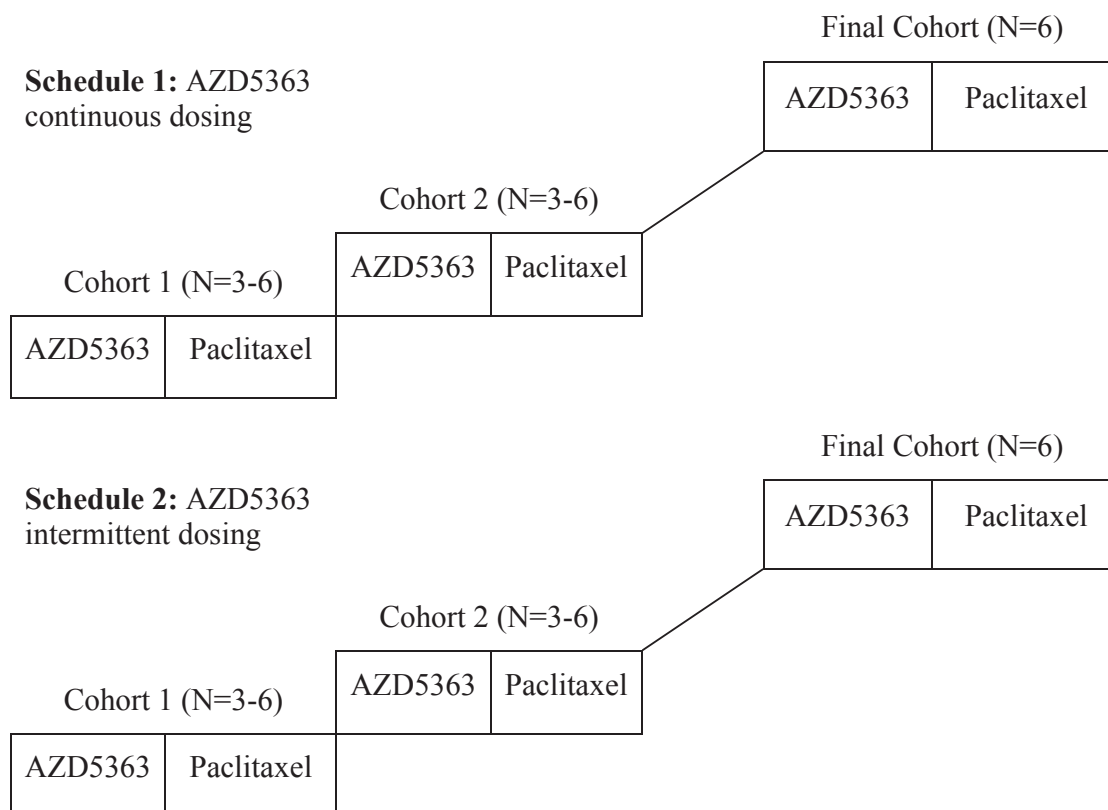 Final Cohort (N=6)
Schedule 1: AZD5363
continuous dosing
AZD5363 Paclitaxel
Cohort 2 (N=3-6)
AZD5363 Paclitaxel
Cohort 1 (N=3-6)
AZD5363 Paclitaxel
Final Cohort (N=6)
Schedule 2: AZD5363
intermittent dosing
AZD5363 Paclitaxel
Cohort 2 (N=3-6)
AZD5363 Paclitaxel
Cohort 1 (N=3-6)
AZD5363 Paclitaxel